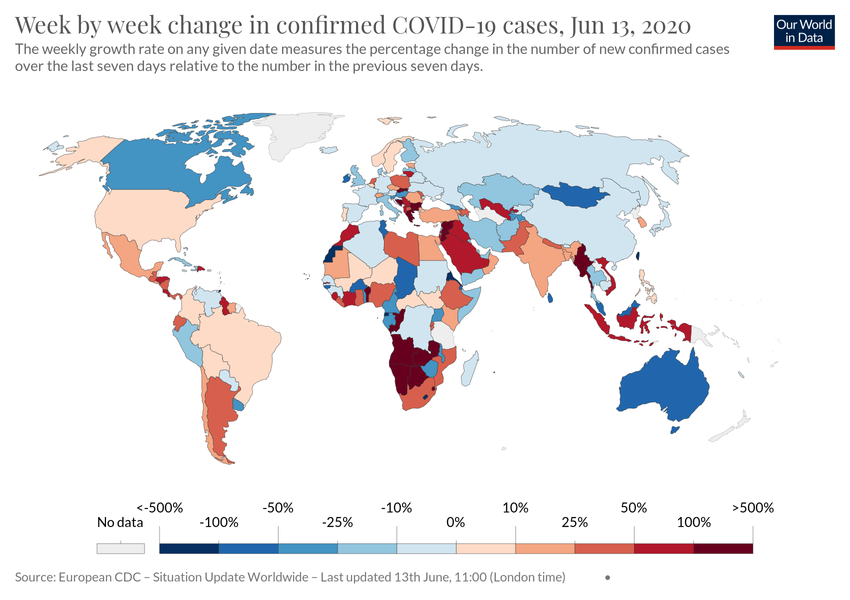 Week by week change in confirmed COVID-19 cases, Jun 13, 2020
The weekly growth rate on any given date measures the percentage change in the number of new confirmed cases
over the last seven days relative to the number in the previous seven days.
Our World
in Data
<-500% -50% -10% 10% 50% >500%
No data -100% -25% 0% 25% 100%
Source: European CDC – Situation Update Worldwide – Last updated 13th June, 11:00 (London time) •